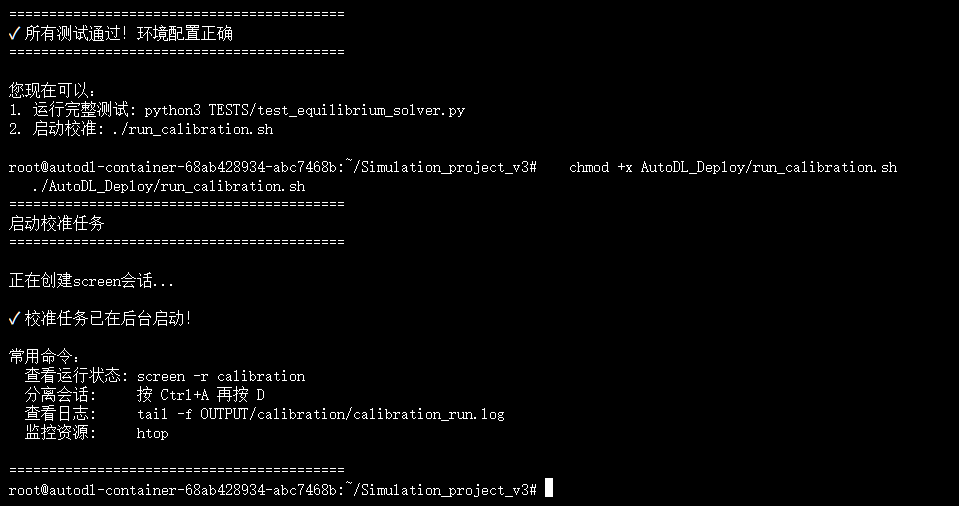 ==========================================
✓ 所有测试通过! 环境配置正确
==========================================
您现在可以:
1. 运行完整测试: python3 TESTS/test_equilibrium_solver.py
2. 启动校准: ./run_calibration.sh
root@autodl-container-68ab428934-abc7468b:~/Simulation_project_v3#    chmod +x AutoDL_Deploy/run_calibration.sh
   ./AutoDL_Deploy/run_calibration.sh
==========================================
启动校准任务
==========================================
正在创建screen会话...
✓ 校准任务已在后台启动!
常用命令:
  查看运行状态: screen -r calibration
  分离会话:     按 Ctrl+A 再按 D
  查看日志:     tail -f OUTPUT/calibration/calibration_run.log
  监控资源:     htop
==========================================
root@autodl-container-68ab428934-abc7468b:~/Simulation_project_v3#